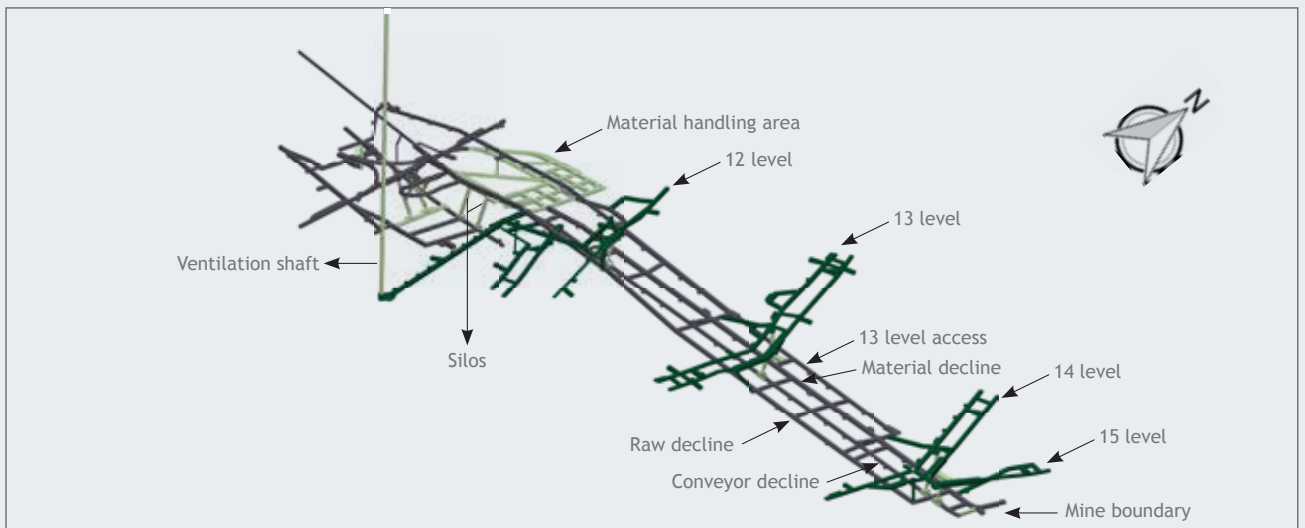 N
Material handling area
12 level
13 level
Ventilation shaft
Silos
13 level access
Material decline
14 level
Raw decline
15 level
Conveyor decline
Mine boundary